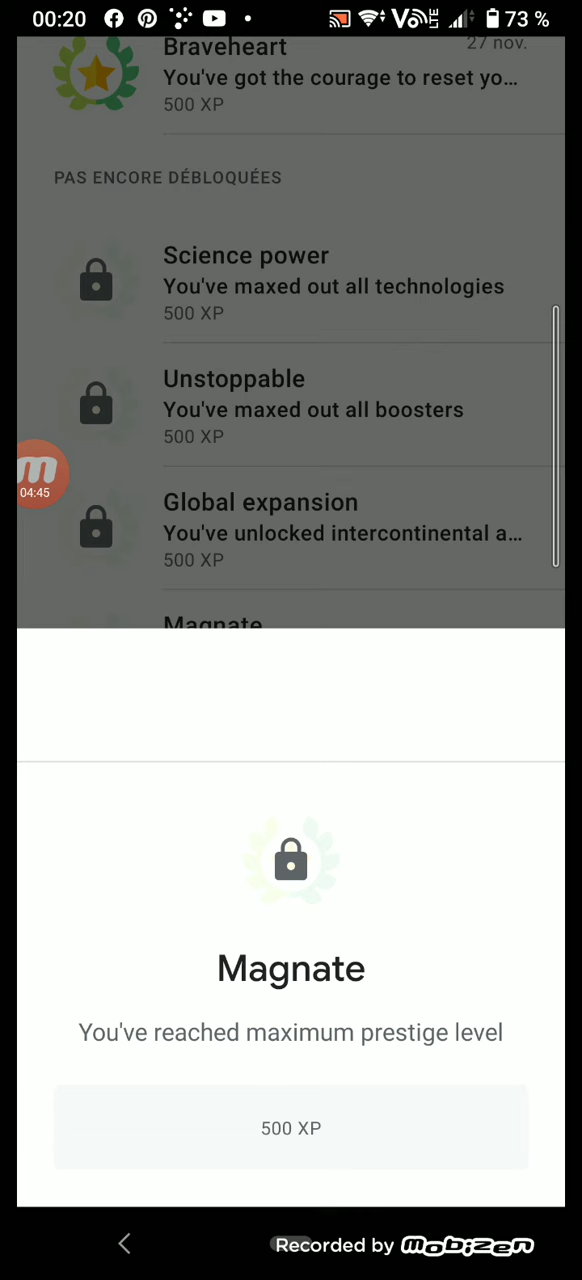 00:20 VoLTE 73 %
Braveheart 27 nov.
You've got the courage to reset yo...
500 XP
PAS ENCORE DÉBLOQUÉES
Science power
You've maxed out all technologies
500 XP
Unstoppable
You've maxed out all boosters
500 XP
m
04:45
Global expansion
You've unlocked intercontinental a...
500 XP
Magnate
Magnate
You've reached maximum prestige level
500 XP
Recorded by mobizen